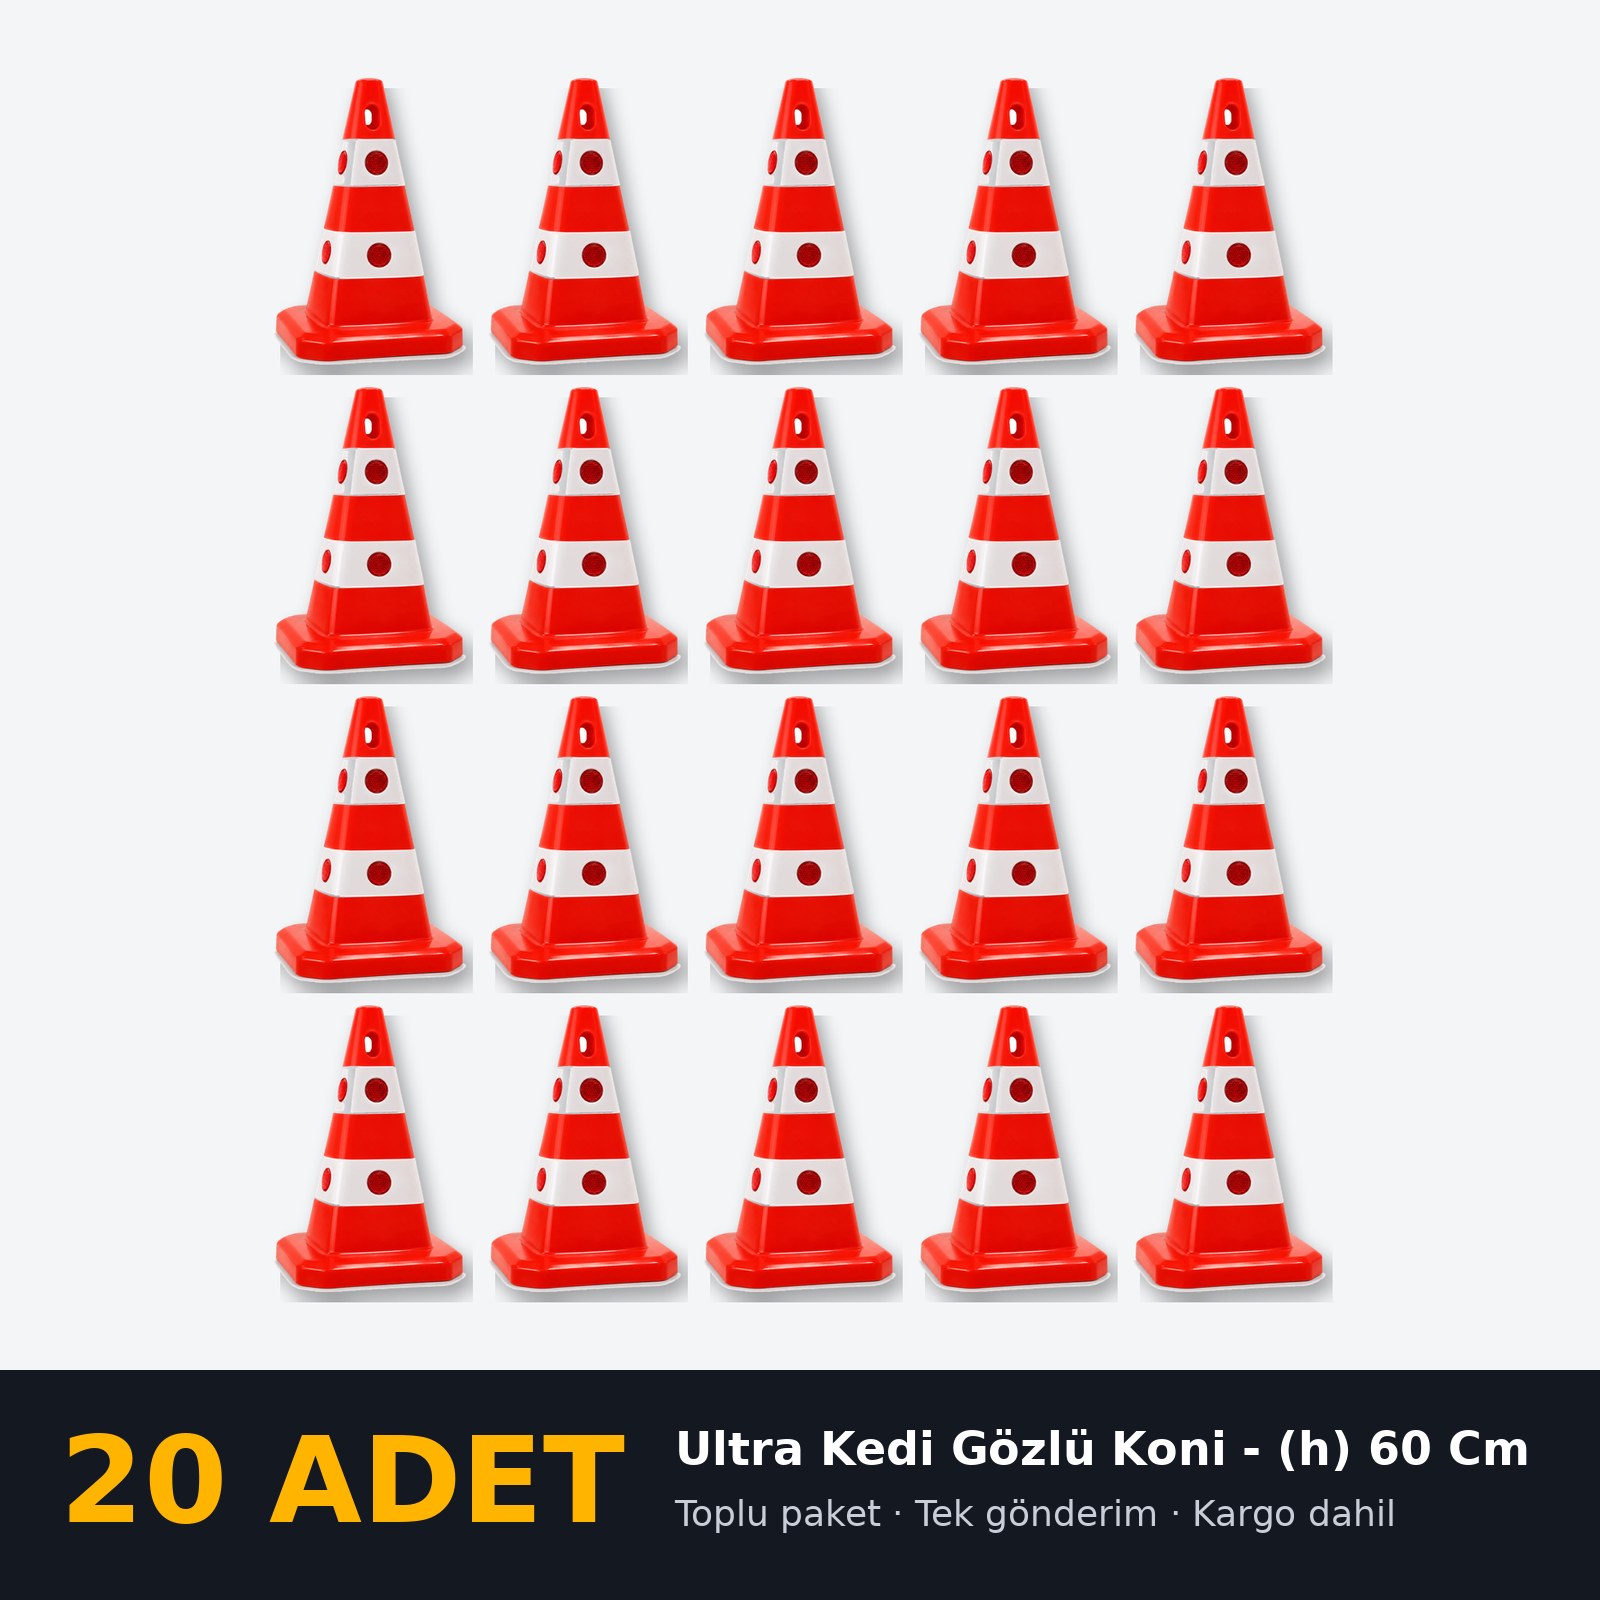 20 ADET
Ultra Kedi Gözlü Koni - (h) 60 Cm
Toplu paket · Tek gönderim · Kargo dahil